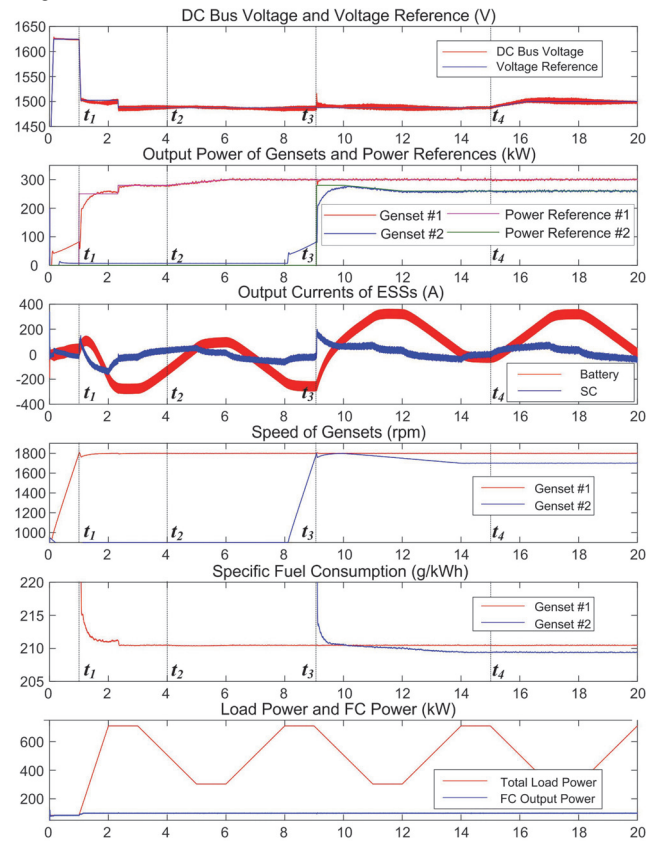 DC Bus Voltage and Voltage Reference (V)
1650
1600
1550
1500
1450
DC Bus Voltage
Voltage Reference
t1 t2 t3 t4
0 2 4 6 8 10 12 14 16 18 20
Output Power of Gensets and Power References (kW)
300
200
100
0
Genset #1 Power Reference #1
Genset #2 Power Reference #2
t1 t2 t3 t4
0 2 4 6 8 10 12 14 16 18 20
Output Currents of ESSs (A)
400
200
0
-200
-400
Battery
SC
t1 t2 t3 t4
0 2 4 6 8 10 12 14 16 18 20
Speed of Gensets (rpm)
1800
1600
1400
1200
1000
Genset #1
Genset #2
t1 t2 t3 t4
0 2 4 6 8 10 12 14 16 18 20
Specific Fuel Consumption (g/kWh)
220
215
210
205
Genset #1
Genset #2
t1 t2 t3 t4
0 2 4 6 8 10 12 14 16 18 20
Load Power and FC Power (kW)
600
400
200
Total Load Power
FC Output Power
0 2 4 6 8 10 12 14 16 18 20